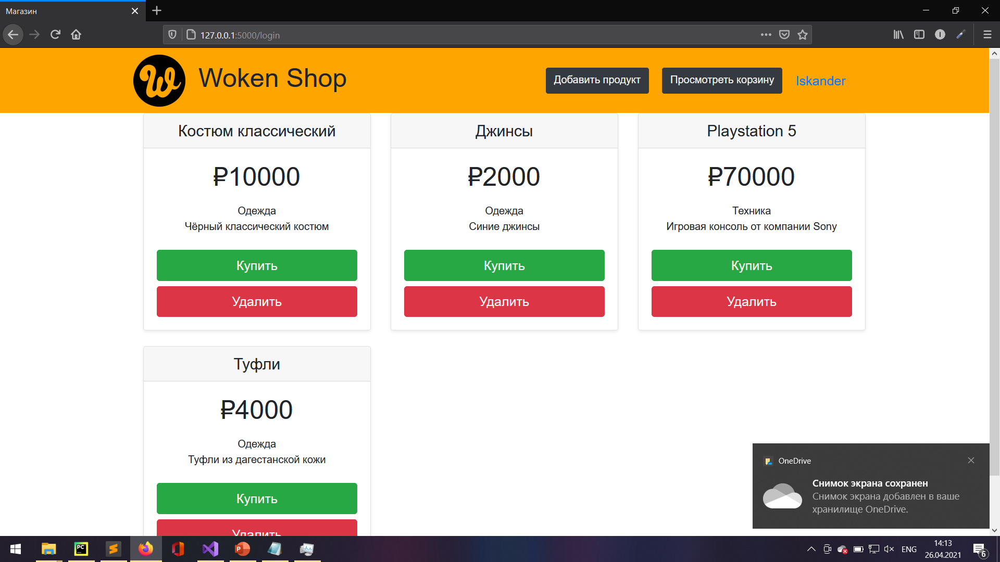 Магазин
127.0.0.1:5000/login
W Woken Shop
Добавить продукт
Просмотреть корзину
Iskander
Костюм классический
₽10000
Одежда
Чёрный классический костюм
Купить
Удалить
Джинсы
₽2000
Одежда
Синие джинсы
Купить
Удалить
Playstation 5
₽70000
Техника
Игровая консоль от компании Sony
Купить
Удалить
Туфли
₽4000
Одежда
Туфли из дагестанской кожи
Купить
Удалить
OneDrive
Снимок экрана сохранен
Снимок экрана добавлен в ваше
хранилище OneDrive.
PC
ENG
14:13
26.04.2021
6